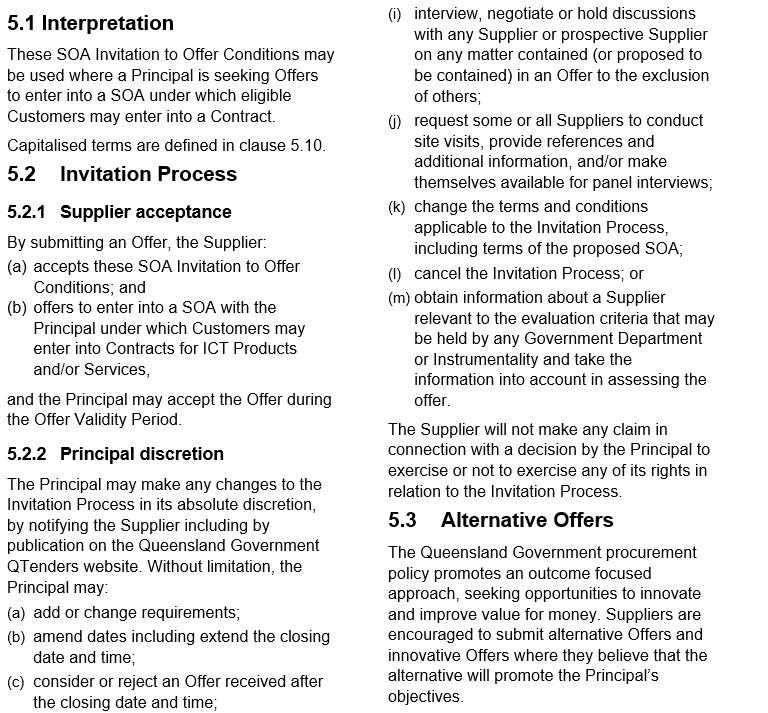 5.1 Interpretation
These SOA Invitation to Offer Conditions may
be used where a Principal is seeking Offers
to enter into a SOA under which eligible
Customers may enter into a Contract.
Capitalised terms are defined in clause 5.10.
5.2 Invitation Process
5.2.1 Supplier acceptance
By submitting an Offer, the Supplier:
(a) accepts these SOA Invitation to Offer
Conditions; and
(b) offers to enter into a SOA with the
Principal under which Customers may
enter into Contracts for ICT Products
and/or Services,
and the Principal may accept the Offer during
the Offer Validity Period.
5.2.2 Principal discretion
The Principal may make any changes to the
Invitation Process in its absolute discretion,
by notifying the Supplier including by
publication on the Queensland Government
QTenders website. Without limitation, the
Principal may:
(a) add or change requirements;
(b) amend dates including extend the closing
date and time;
(c) consider or reject an Offer received after
the closing date and time;
(i) interview, negotiate or hold discussions
with any Supplier or prospective Supplier
on any matter contained (or proposed to
be contained) in an Offer to the exclusion
of others;
(j) request some or all Suppliers to conduct
site visits, provide references and
additional information, and/or make
themselves available for panel interviews;
(k) change the terms and conditions
applicable to the Invitation Process,
including terms of the proposed SOA;
(l) cancel the Invitation Process; or
(m) obtain information about a Supplier
relevant to the evaluation criteria that may
be held by any Government Department
or Instrumentality and take the
information into account in assessing the
offer.
The Supplier will not make any claim in
connection with a decision by the Principal to
exercise or not to exercise any of its rights in
relation to the Invitation Process.
5.3 Alternative Offers
The Queensland Government procurement
policy promotes an outcome focused
approach, seeking opportunities to innovate
and improve value for money. Suppliers are
encouraged to submit alternative Offers and
innovative Offers where they believe that the
alternative will promote the Principal's
objectives.